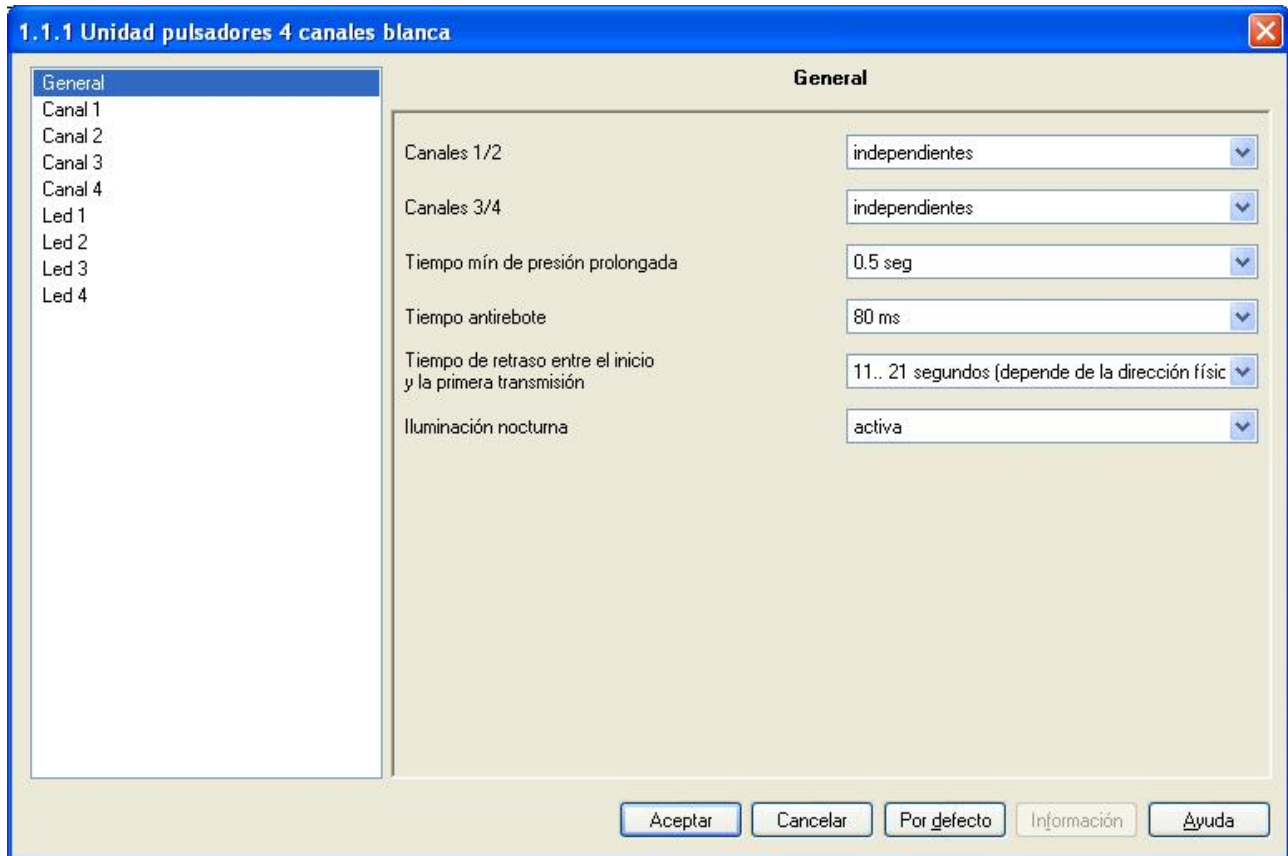 1.1.1 Unidad pulsadores 4 canales blanca
General
Canal 1
Canal 2
Canal 3
Canal 4
Led 1
Led 2
Led 3
Led 4
General
Canales 1/2
independientes
Canales 3/4
independientes
Tiempo mín de presión prolongada
0.5 seg
Tiempo antirebote
80 ms
Tiempo de retraso entre el inicio
y la primera transmisión
11.. 21 segundos (depende de la dirección físic
Iluminación nocturna
activa
Aceptar
Cancelar
Por defecto
Información
Ayuda